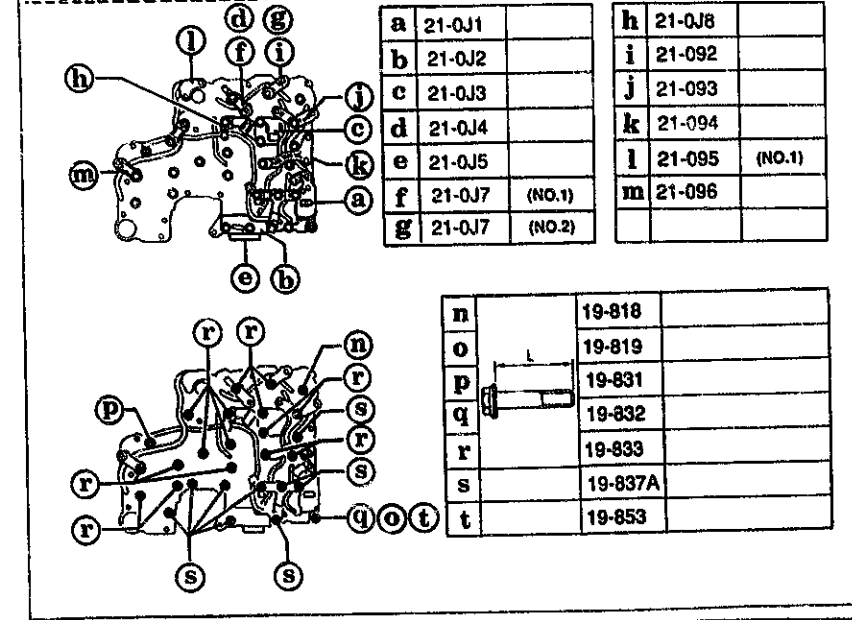 d g
l f i
h
j
c
m k
a
e b
a 21-0J1
b 21-0J2
c 21-0J3
d 21-0J4
e 21-0J5
f 21-0J7 (NO.1)
g 21-0J7 (NO.2)
h 21-0J8
i 21-092
j 21-093
k 21-094
l 21-095 (NO.1)
m 21-096
r r n
r
p s
r
r s
r q o t
s s
L
n 19-818
o 19-819
p 19-831
q 19-832
r 19-833
s 19-837A
t 19-853